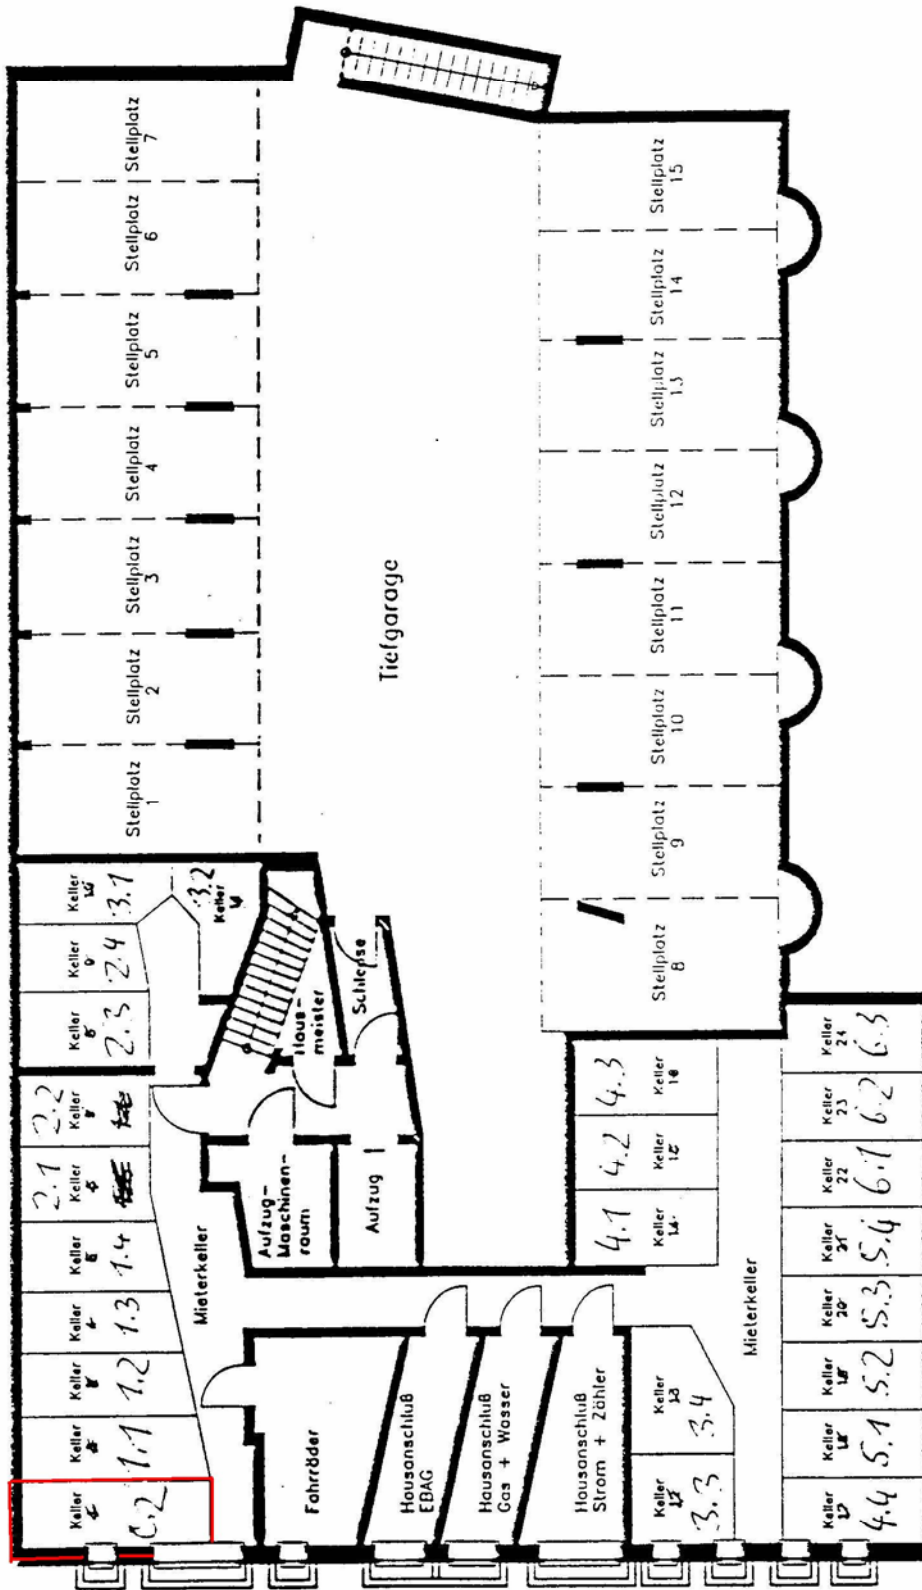 Stellplatz
7
Stellplatz
6
Stellplatz
5
Stellplatz
4
Stellplatz
3
Stellplatz
2
Stellplatz
1
Stellplatz
15
Stellplatz
14
Stellplatz
13
Stellplatz
12
Stellplatz
11
Stellplatz
10
Stellplatz
9
Stellplatz
8
Tiefgarage
Keller
3.1
3.2
Keller
Keller
2.4
Keller
2.3
2.2
Keller
2.1
Keller
Keller
1.4
Keller
1.3
Keller
1.2
Keller
1.1
Keller
Mieterkeller
Haus-
meister
Schleuse
Aufzug-
Maschinen-
raum
Aufzug
Fahrräder
Hausanschluß
EBAG
Hausanschluß
Gas + Wasser
Hausanschluß
Strom + Zähler
4.3
Keller
4.2
Keller
4.1
Keller
Keller
3.4
Keller
3.3
Mieterkeller
Keller
24
6.3
Keller
23
6.2
Keller
22
6.1
Keller
5.4
Keller
5.3
Keller
5.2
Keller
5.1
Keller
4.4